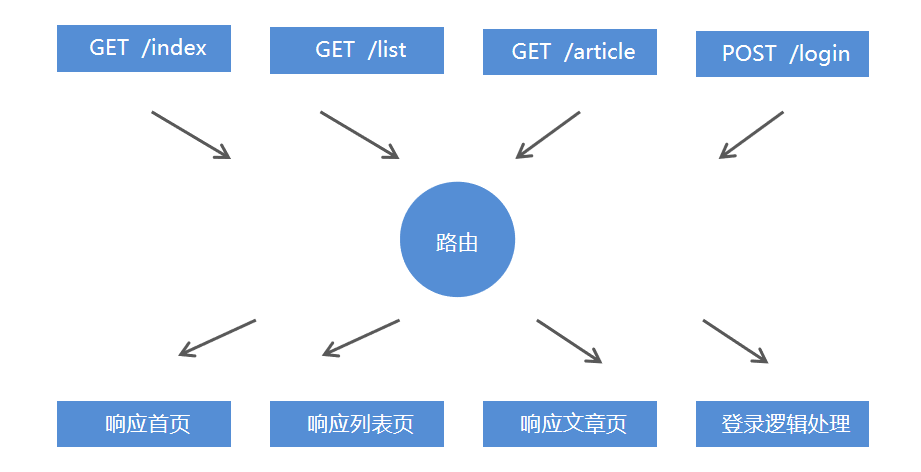 GET /index
GET /list
GET /article
POST /login
路由
响应首页
响应列表页
响应文章页
登录逻辑处理